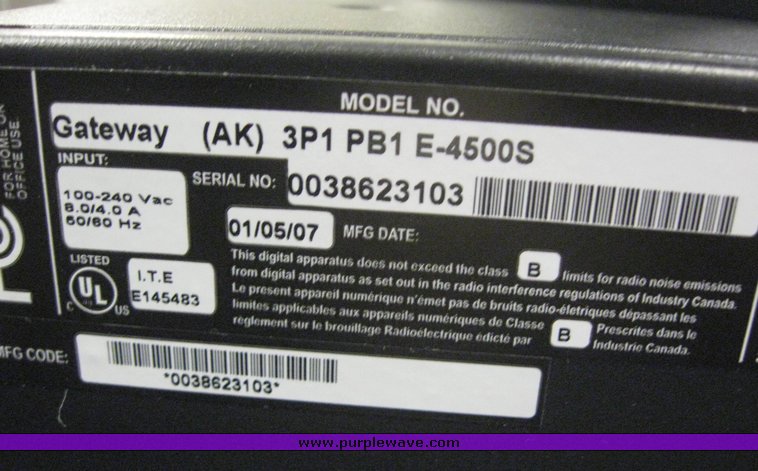 MODEL NO.
Gateway (AK) 3P1 PB1 E-4500S
INPUT:
100-240 Vac
8.0/4.0 A
50/60 Hz
SERIAL NO: 0038623103
01/05/07 MFG DATE:
FOR HOME OR
OFFICE USE
LISTED
UL
C US
I.T.E
E145483
This digital apparatus does not exceed the class B limits for radio noise emissions
from digital apparatus as set out in the radio interference regulations of Industry Canada.
Le present appareil numérique n'émet pas de bruits radio-életriques dépassant les
limites applicables aux appareils numériques de Classe B Prescrites dans le
règlement sur le brouillage Radioélectrique édicté par Industrie Canada.
MFG CODE:
*0038623103*
www.purplewave.com